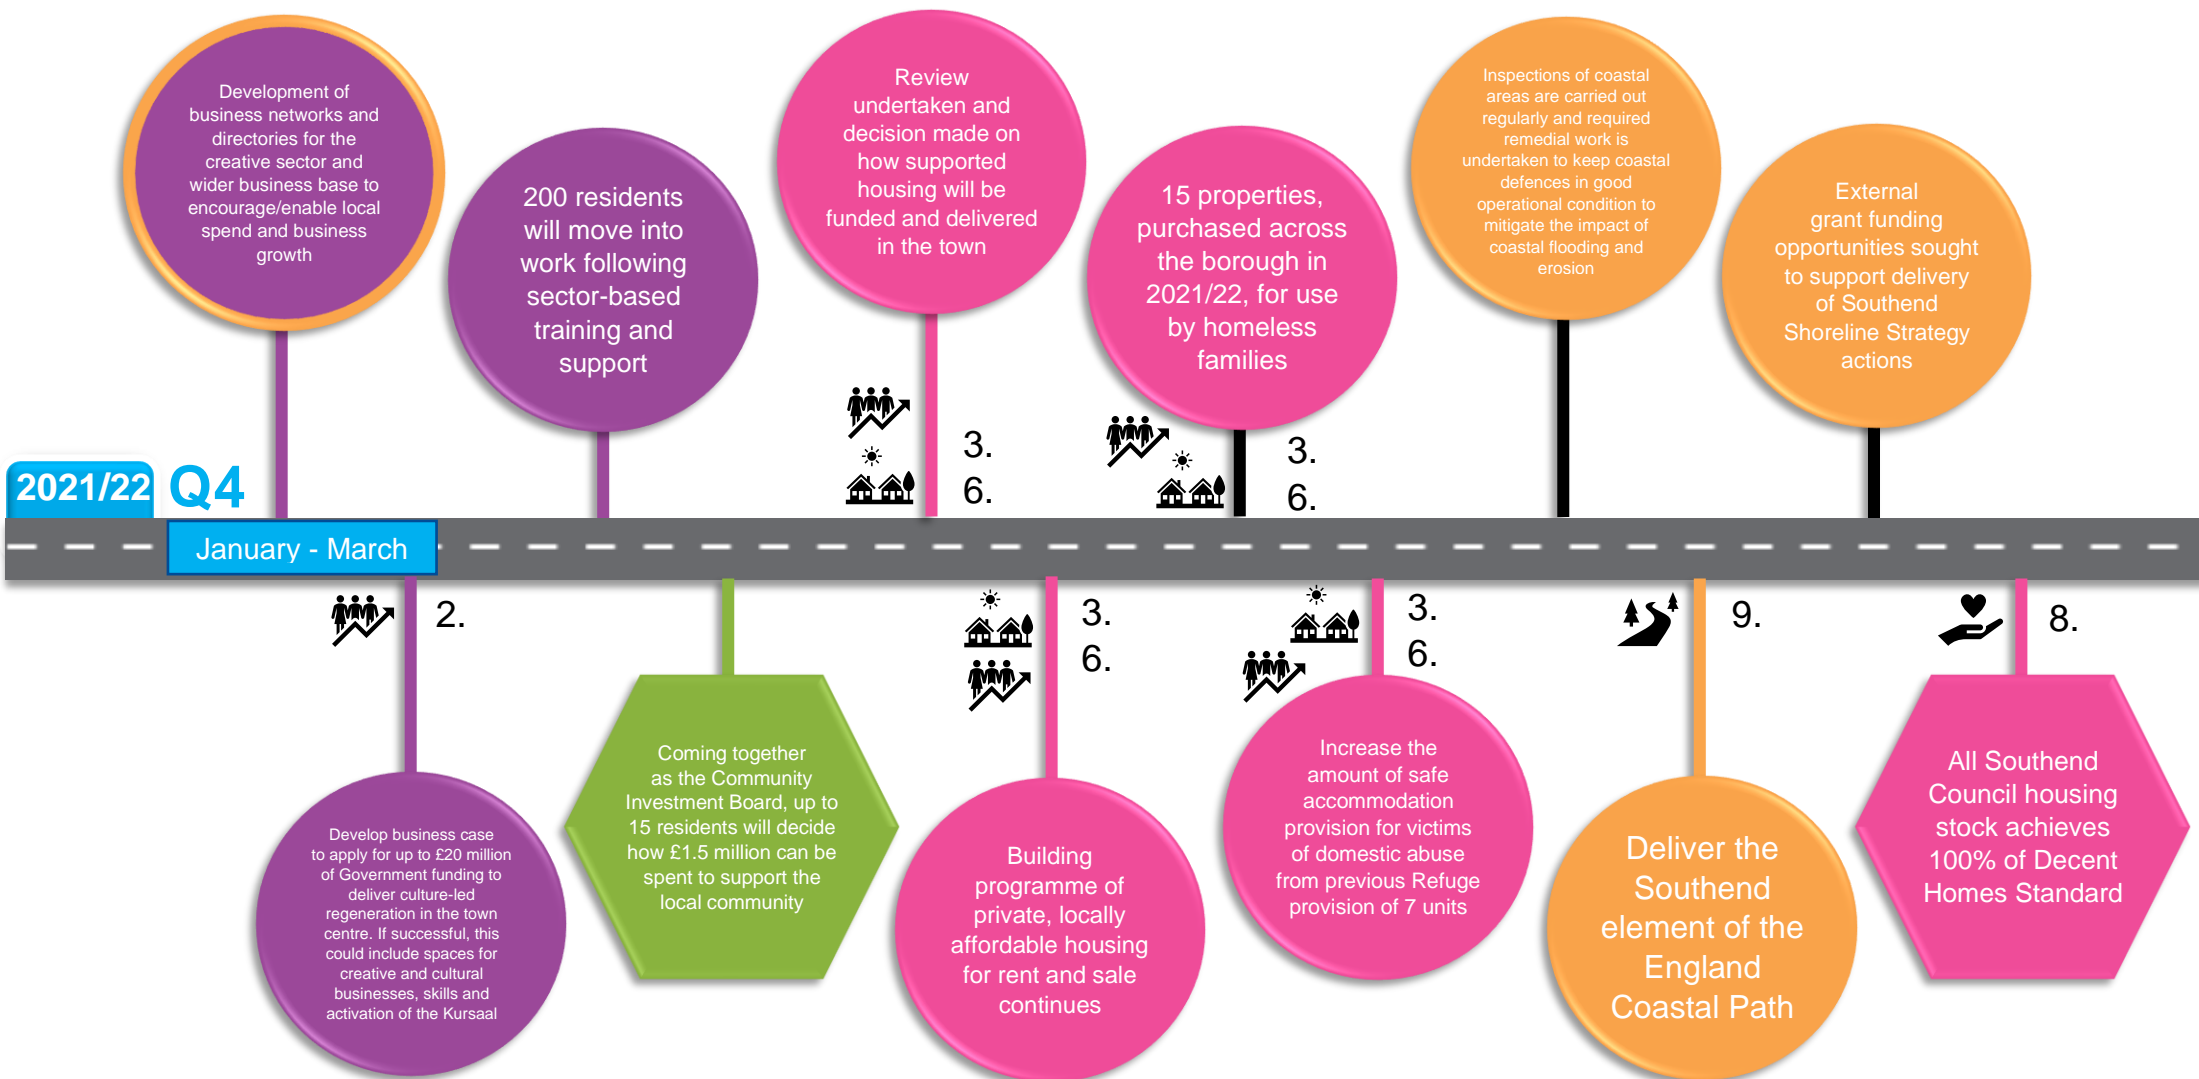 Development of
business networks and
directories for the
creative sector and
wider business base to
encourage/enable local
spend and business
growth
200 residents
will move into
work following
sector-based
training and
support
Review
undertaken and
decision made on
how supported
housing will be
funded and delivered
in the town
3.
6.
15 properties,
purchased across
the borough in
2021/22, for use
by homeless
families
3.
6.
Inspections of coastal
areas are carried out
regularly and required
remedial work is
undertaken to keep coastal
defences in good
operational condition to
mitigate the impact of
coastal flooding and
erosion
External
grant funding
opportunities sought
to support delivery
of Southend
Shoreline Strategy
actions
2021/22 Q4
January - March
2.
Develop business case
to apply for up to £20 million
of Government funding to
deliver culture-led
regeneration in the town
centre. If successful, this
could include spaces for
creative and cultural
businesses, skills and
activation of the Kursaal
Coming together
as the Community
Investment Board, up to
15 residents will decide
how £1.5 million can be
spent to support the
local community
3.
6.
Building
programme of
private, locally
affordable housing
for rent and sale
continues
3.
6.
Increase the
amount of safe
accommodation
provision for victims
of domestic abuse
from previous Refuge
provision of 7 units
9.
Deliver the
Southend
element of the
England
Coastal Path
8.
All Southend
Council housing
stock achieves
100% of Decent
Homes Standard